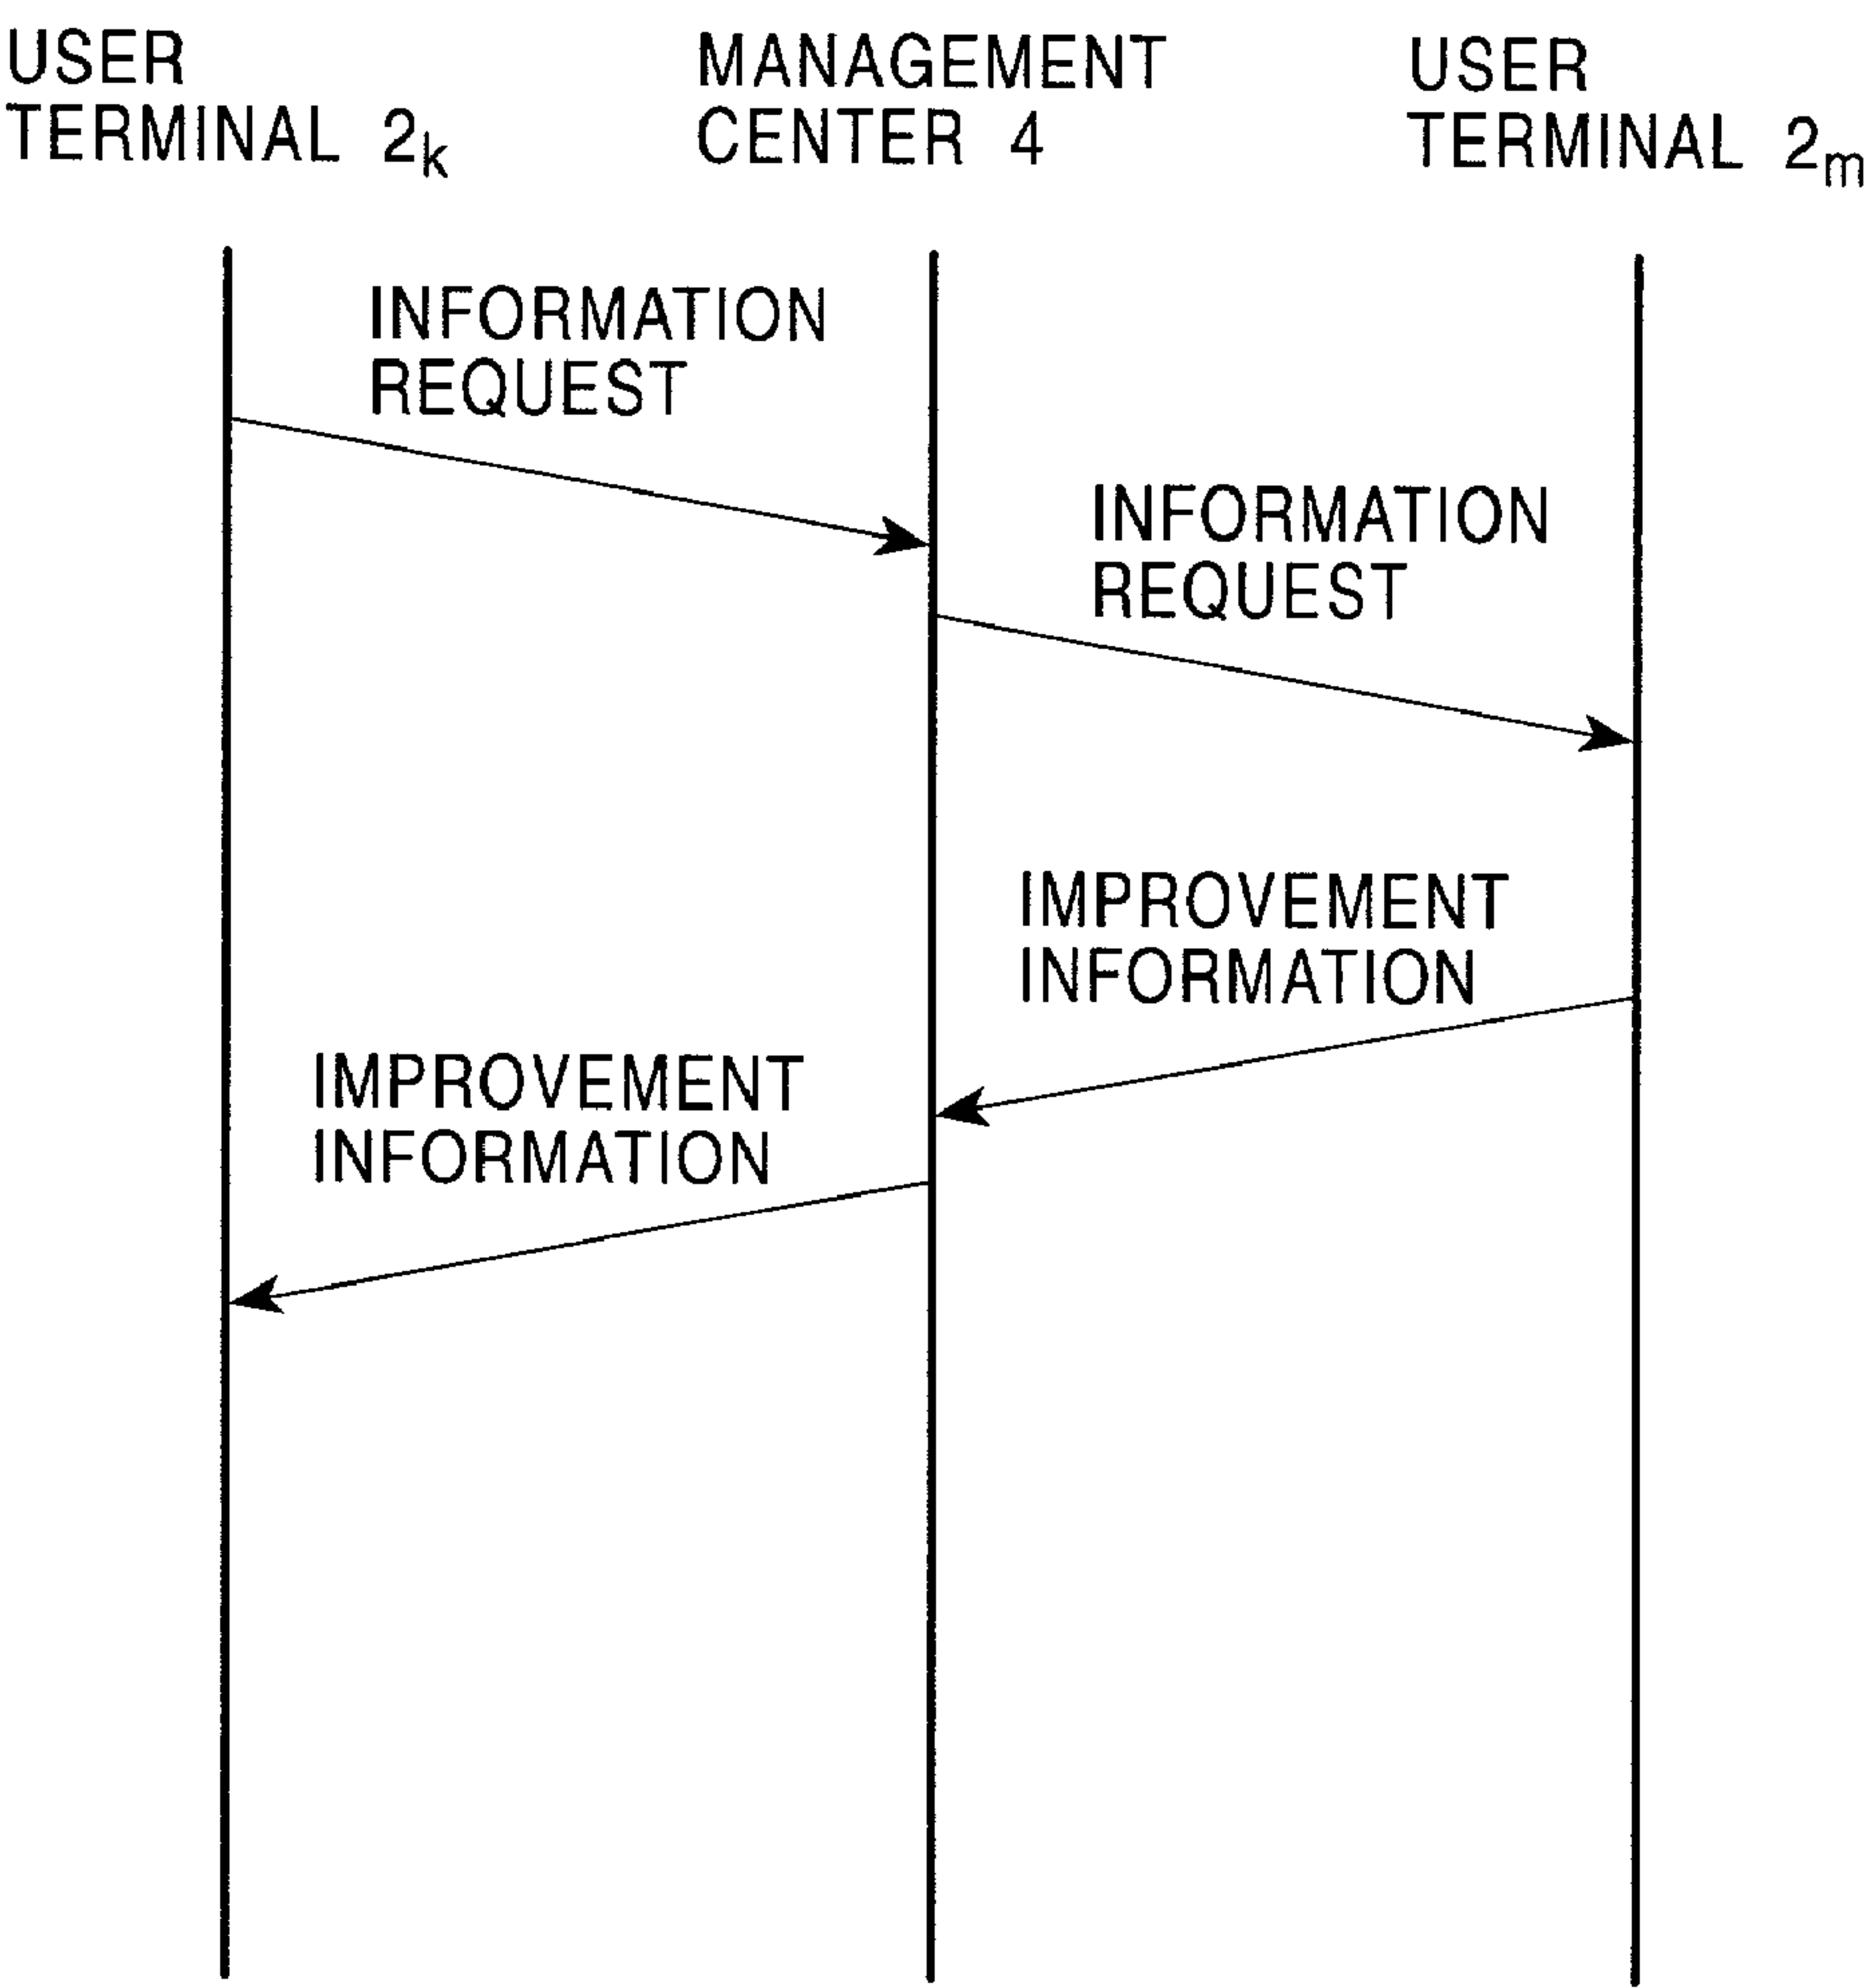 USER
TERMINAL 2k
MANAGEMENT
CENTER 4
USER
TERMINAL 2m
INFORMATION
REQUEST
INFORMATION
REQUEST
IMPROVEMENT
INFORMATION
IMPROVEMENT
INFORMATION